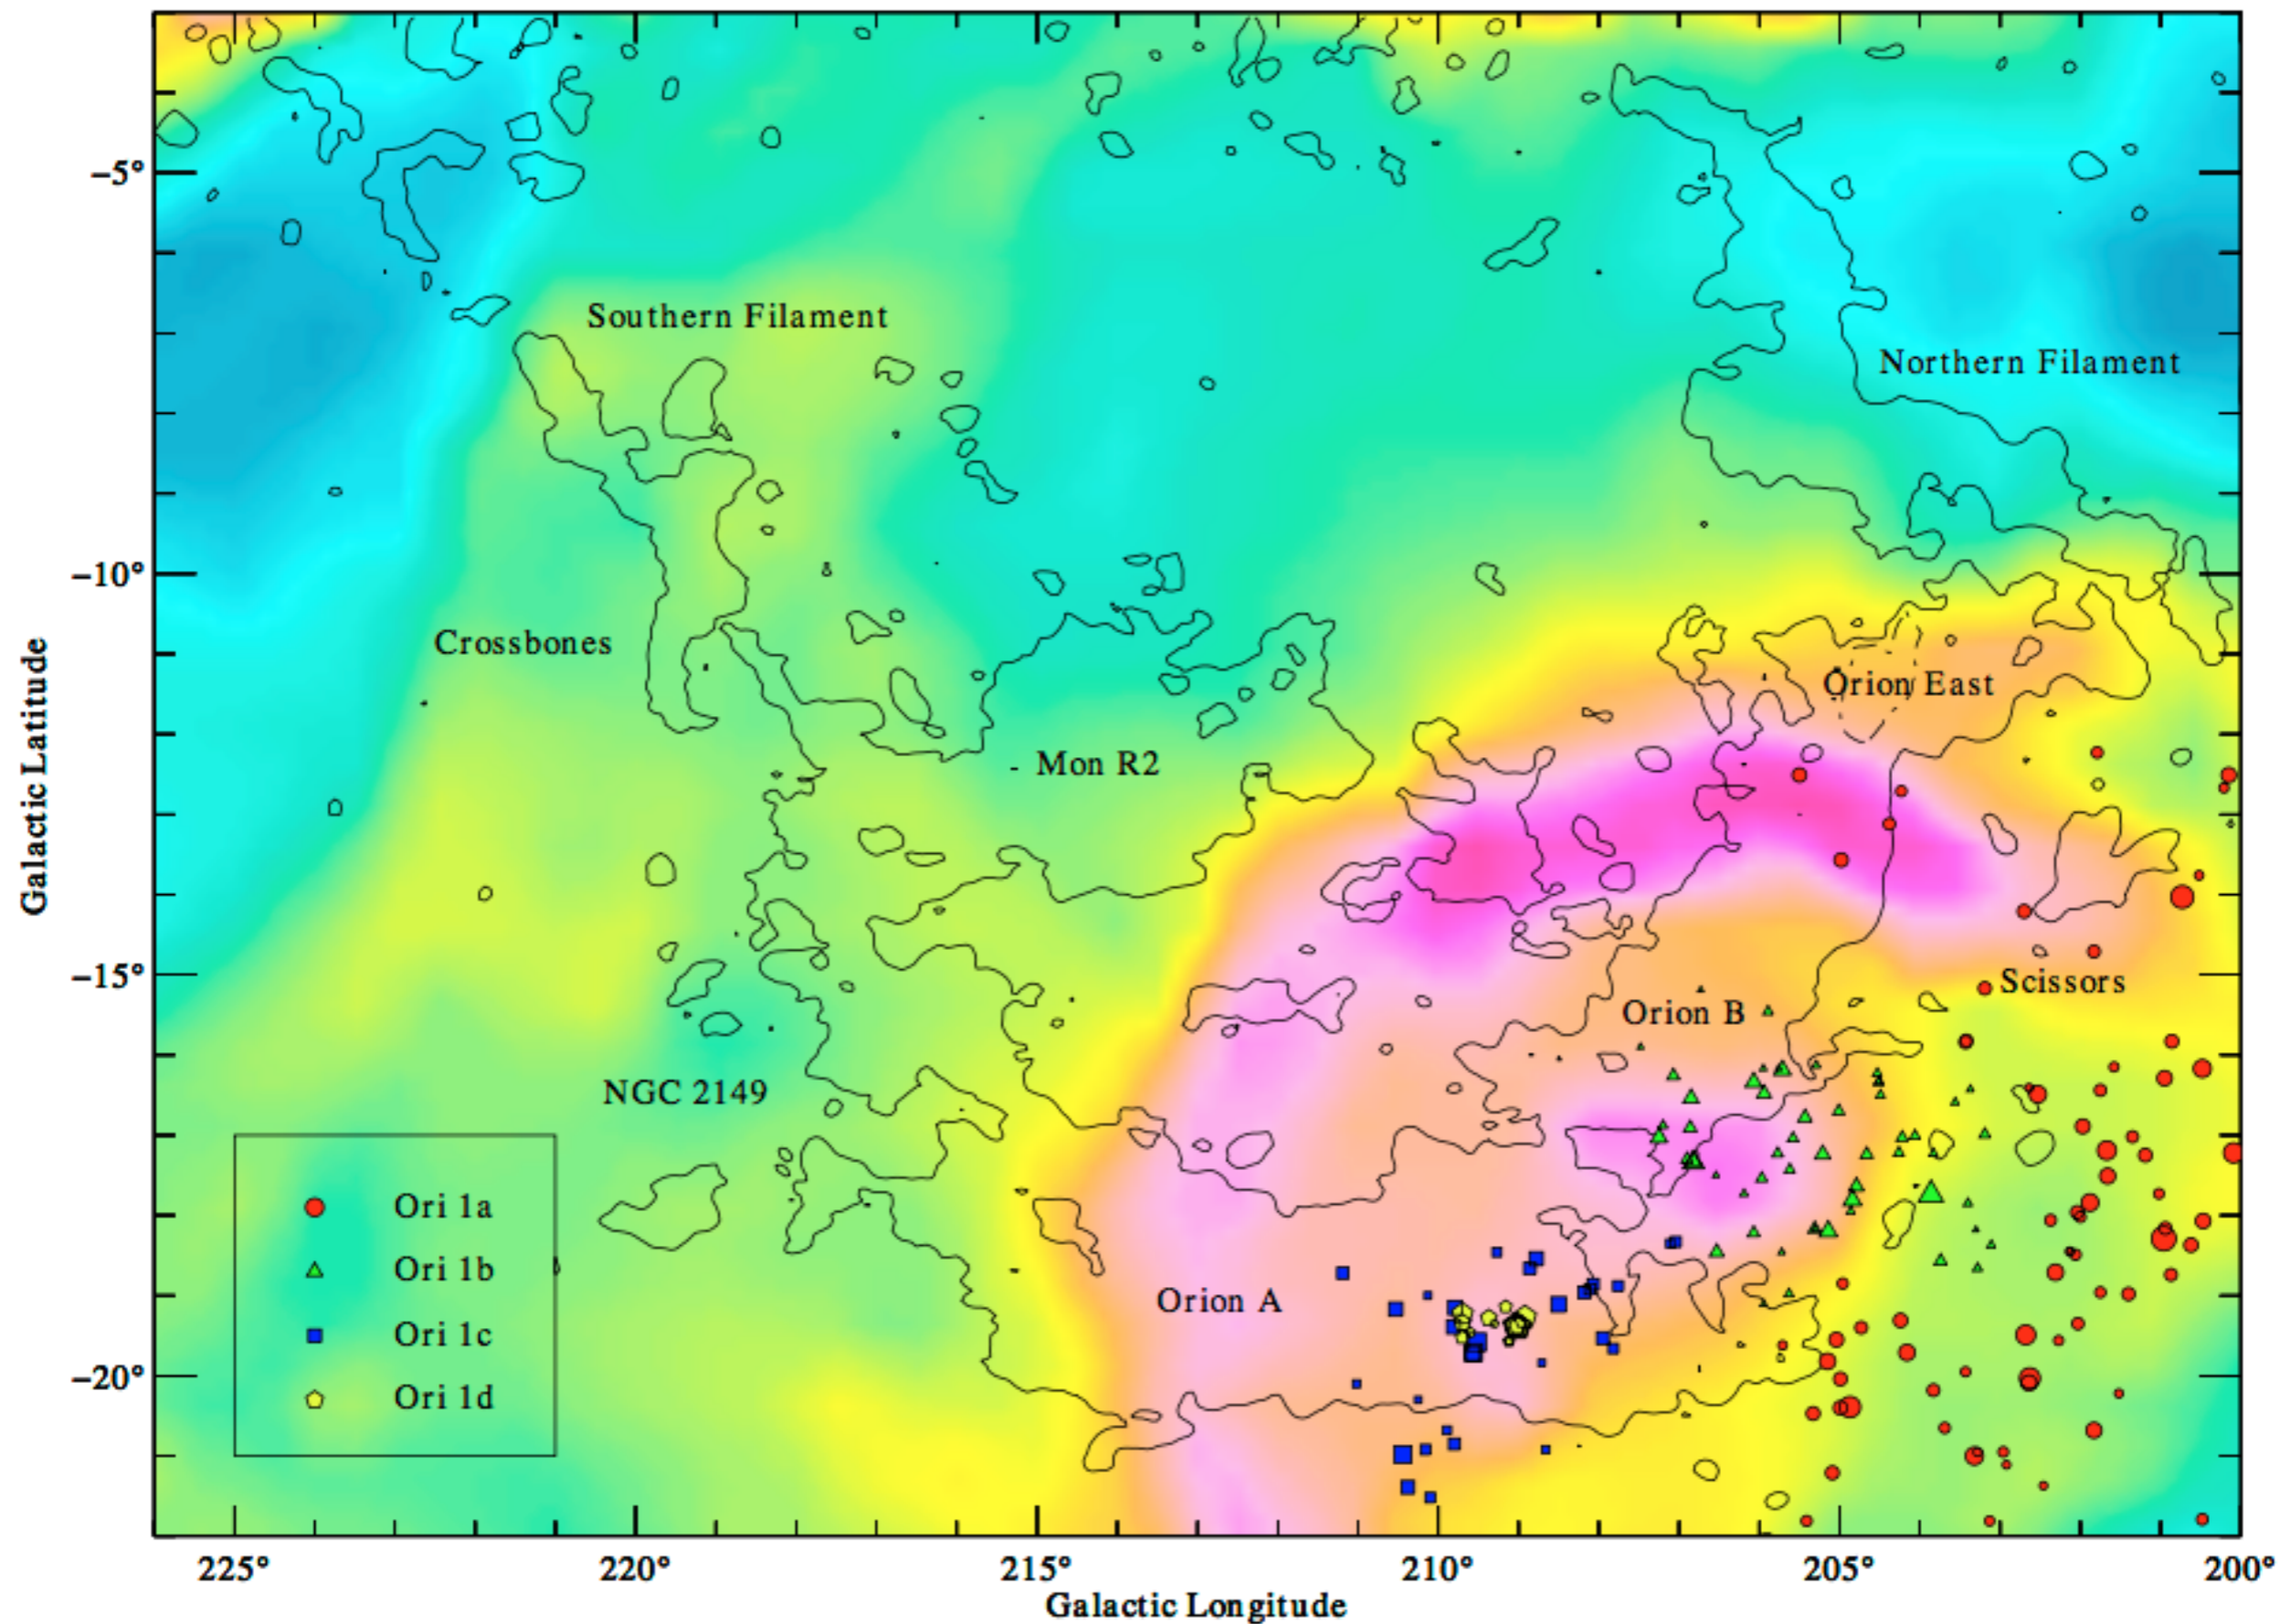 −5°
Southern Filament
Northern Filament
−10°
Crossbones
Orion East
Mon R2
−15°
Scissors
Orion B
NGC 2149
Ori 1a
Ori 1b
Ori 1c
Ori 1d
Orion A
−20°
225°
220°
215°
210°
205°
200°
Galactic Longitude
Galactic Latitude